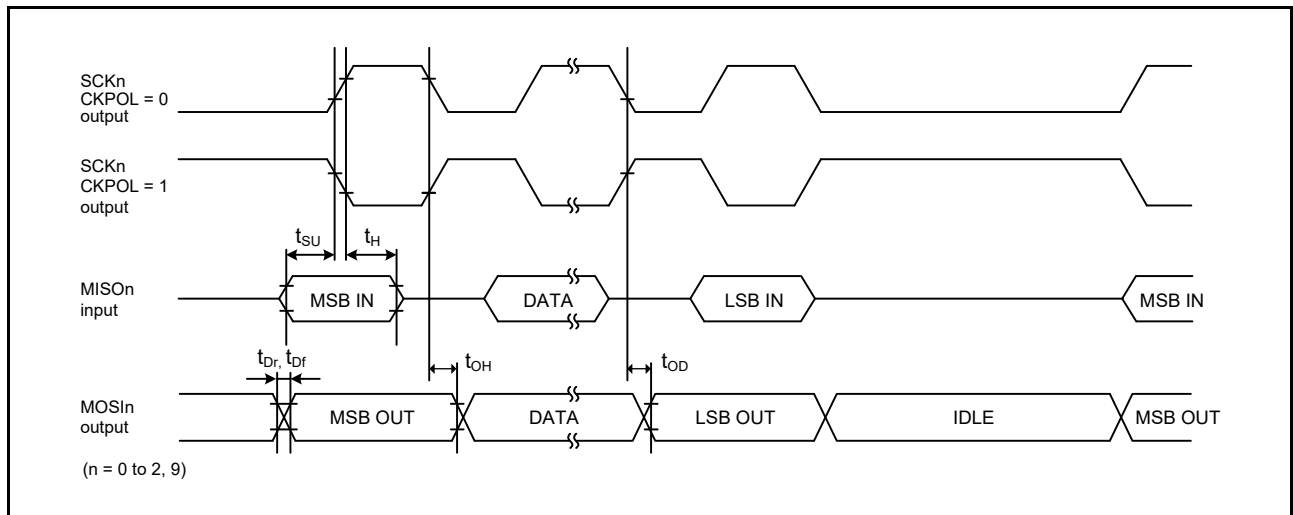 SCKn
CKPOL = 0
output
SCKn
CKPOL = 1
output
tSU
tH
MISOn
input
MSB IN
DATA
LSB IN
MSB IN
tDr, tDf
tOH
tOD
MOSIn
output
MSB OUT
DATA
LSB OUT
IDLE
MSB OUT
(n = 0 to 2, 9)